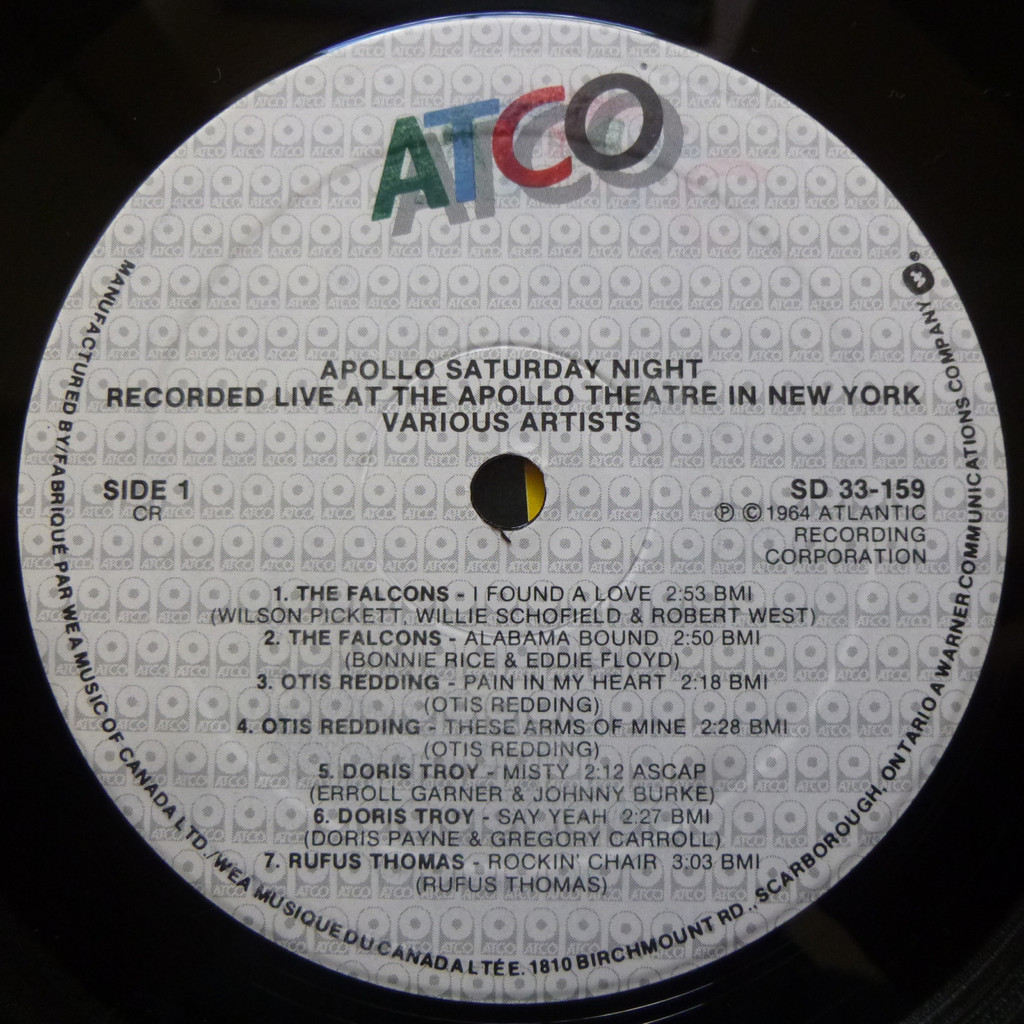 ATCO
APOLLO SATURDAY NIGHT
RECORDED LIVE AT THE APOLLO THEATRE IN NEW YORK
VARIOUS ARTISTS
SIDE 1
CR
SD 33-159
Ⓟ © 1964 ATLANTIC
RECORDING
CORPORATION
1. THE FALCONS - I FOUND A LOVE 2:53 BMI
(WILSON PICKETT, WILLIE SCHOFIELD & ROBERT WEST)
2. THE FALCONS - ALABAMA BOUND 2:50 BMI
(BONNIE RICE & EDDIE FLOYD)
3. OTIS REDDING - PAIN IN MY HEART 2:18 BMI
(OTIS REDDING)
4. OTIS REDDING - THESE ARMS OF MINE 2:28 BMI
(OTIS REDDING)
5. DORIS TROY - MISTY 2:12 ASCAP
(ERROLL GARNER & JOHNNY BURKE)
6. DORIS TROY - SAY YEAH 2:27 BMI
(DORIS PAYNE & GREGORY CARROLL)
7. RUFUS THOMAS - ROCKIN' CHAIR 3:03 BMI
(RUFUS THOMAS)
MANUFACTURED BY/FABRIQUÉ PAR WEA MUSIC OF CANADA LTD./WEA MUSIQUE DU CANADA LTÉE. 1810 BIRCHMOUNT RD., SCARBOROUGH, ONTARIO A WARNER COMMUNICATIONS COMPANY